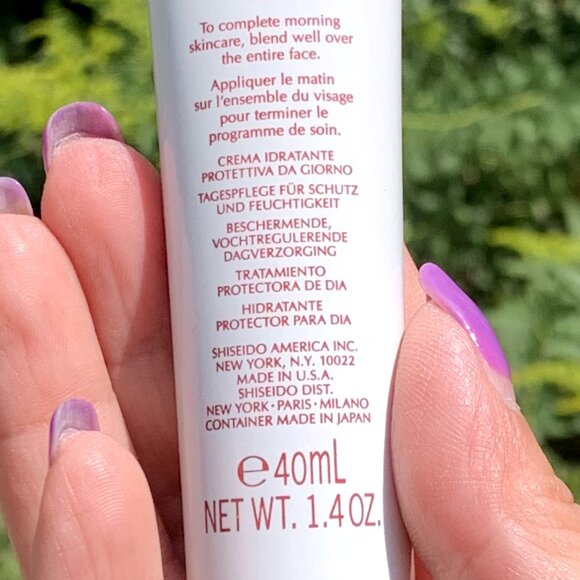 To complete morning
skincare, blend well over
the entire face.
Appliquer le matin
sur l'ensemble du visage
pour terminer le
programme de soin.
CREMA IDRATANTE
PROTETTIVA DA GIORNO
TAGESPFLEGE FÜR SCHUTZ
UND FEUCHTIGKEIT
BESCHERMENDE,
VOCHTREGULERENDE
DAGVERZORGING
TRATAMIENTO
PROTECTORA DE DIA
HIDRATANTE
PROTECTOR PARA DIA
SHISEIDO AMERICA INC.
NEW YORK, N.Y. 10022
MADE IN U.S.A.
SHISEIDO DIST.
NEW YORK·PARIS·MILANO
CONTAINER MADE IN JAPAN
℮40mL
NET WT. 1.4 OZ.